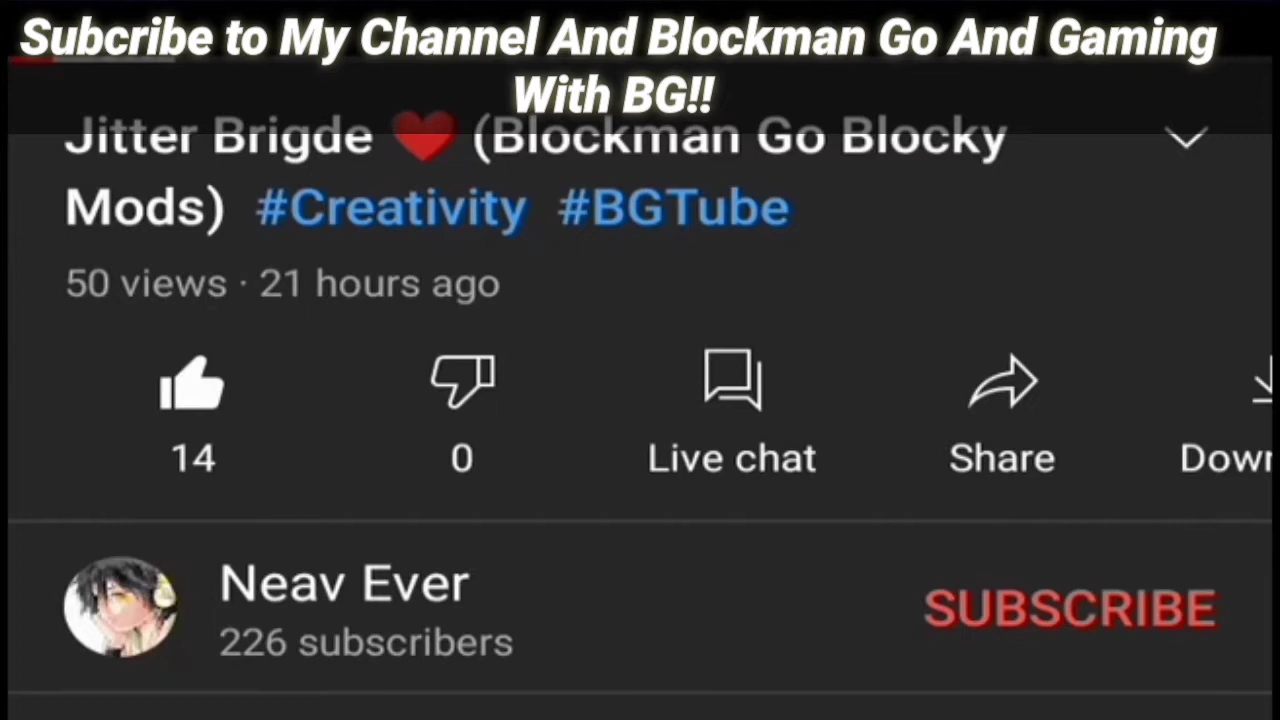 Subcribe to My Channel And Blockman Go And Gaming
With BG!!
Jitter Brigde ❤️ (Blockman Go Blocky
Mods) #Creativity #BGTube
50 views · 21 hours ago
14 0 Live chat Share Down
Neav Ever
226 subscribers
SUBSCRIBE